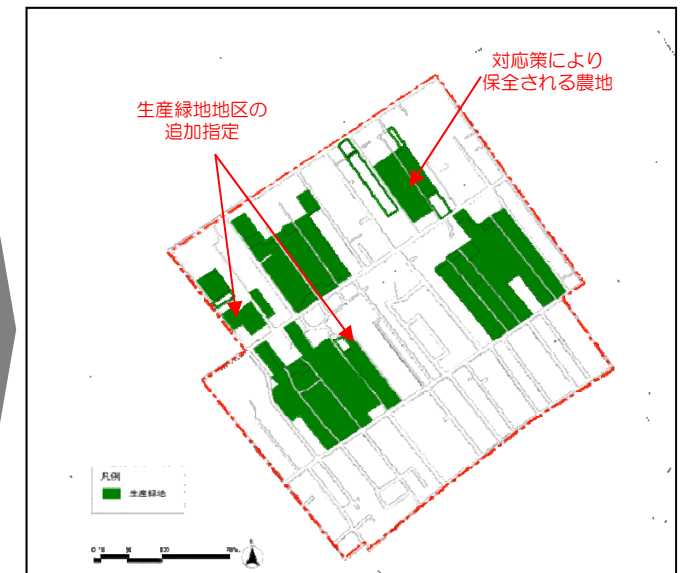 対応策により
保全される農地
生産緑地地区の
追加指定
凡例
生産緑地